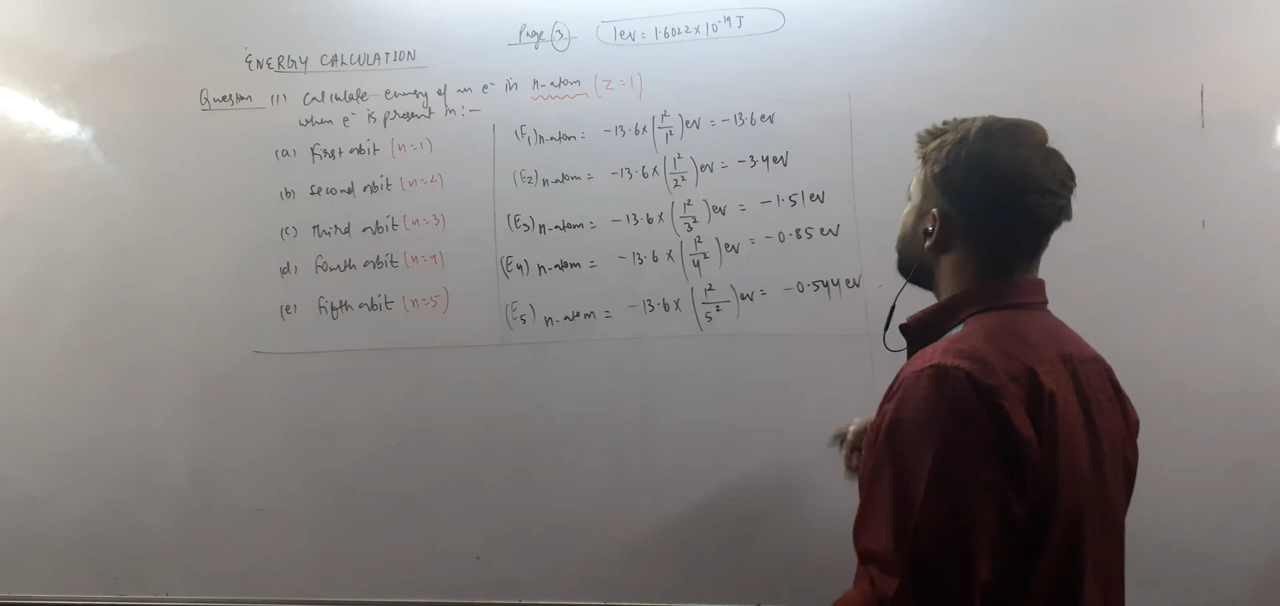 Page 3
1ev = 1.6022 × 10^-19 J
ENERGY CALCULATION
Question (1) Calculate energy of an e⁻ in H-atom (Z=1)
when e⁻ is present in:-
(a) First orbit (n=1)
(b) Second orbit (n=2)
(c) Third orbit (n=3)
(d) Fourth orbit (n=4)
(e) Fifth orbit (n=5)
(E₁) H-atom = -13.6 × (1²/1²) ev = -13.6 ev
(E₂) H-atom = -13.6 × (1²/2²) ev = -3.4 ev
(E₃) H-atom = -13.6 × (1²/3²) ev = -1.51 ev
(E₄) H-atom = -13.6 × (1²/4²) ev = -0.85 ev
(E₅) H-atom = -13.6 × (1²/5²) ev = -0.544 ev